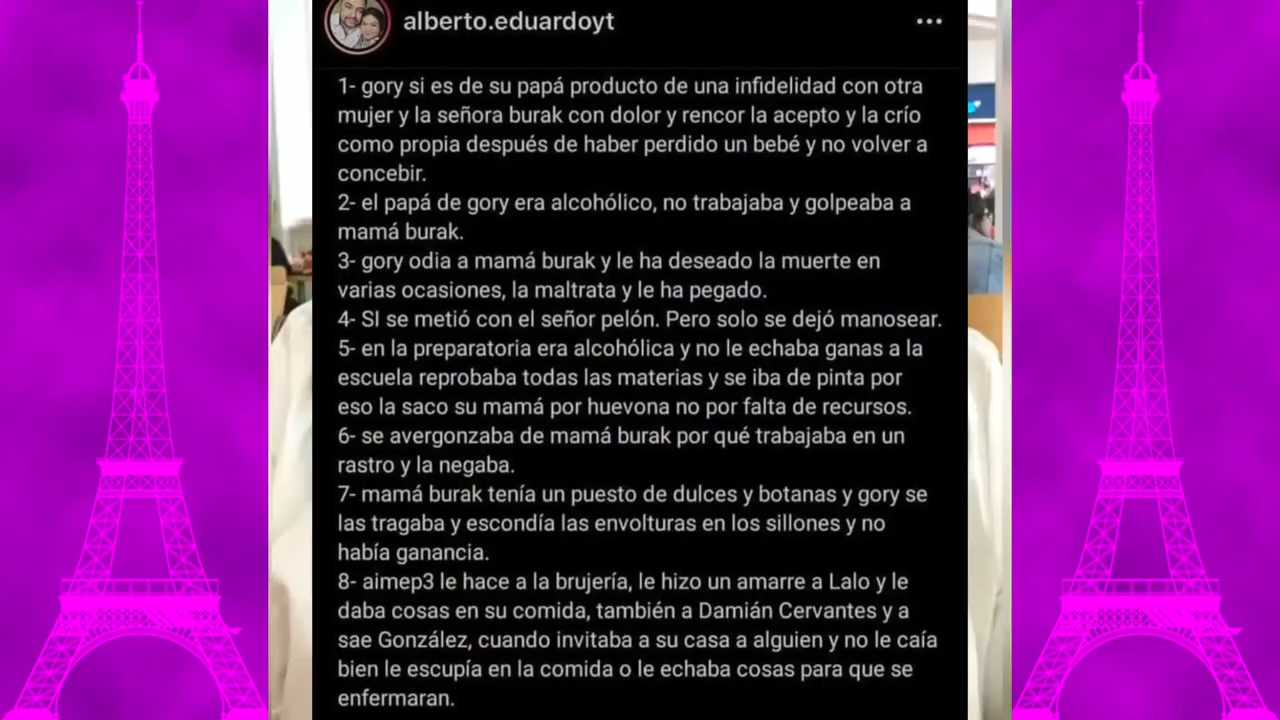 alberto.eduardoyt
1- gory si es de su papá producto de una infidelidad con otra
mujer y la señora burak con dolor y rencor la acepto y la crío
como propia después de haber perdido un bebé y no volver a
concebir.
2- el papá de gory era alcohólico, no trabajaba y golpeaba a
mamá burak.
3- gory odia a mamá burak y le ha deseado la muerte en
varias ocasiones, la maltrata y le ha pegado.
4- SI se metió con el señor pelón. Pero solo se dejó manosear.
5- en la preparatoria era alcohólica y no le echaba ganas a la
escuela reprobaba todas las materias y se iba de pinta por
eso la saco su mamá por huevona no por falta de recursos.
6- se avergonzaba de mamá burak por qué trabajaba en un
rastro y la negaba.
7- mamá burak tenía un puesto de dulces y botanas y gory se
las tragaba y escondía las envolturas en los sillones y no
había ganancia.
8- aimep3 le hace a la brujería, le hizo un amarre a Lalo y le
daba cosas en su comida, también a Damián Cervantes y a
sae González, cuando invitaba a su casa a alguien y no le caía
bien le escupía en la comida o le echaba cosas para que se
enfermaran.